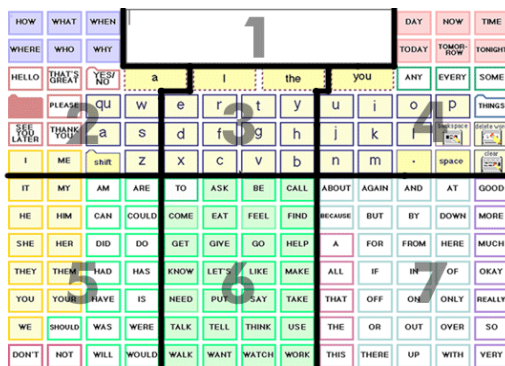 HOW WHAT WHEN 1 DAY NOW TIME
WHERE WHO WHY TODAY TOMOR-ROW TONIGHT
HELLO THAT'S GREAT YES/NO a I the you ANY EVERY SOME
PLEASE qu w e r t y u i o p THINGS
SEE YOU LATER THANK YOU 2 a s d 3 f g h j k l 4 backspace
I ME shift z x c v b n m . space clear
IT MY AM ARE TO ASK BE CALL ABOUT AGAIN AND AT GOOD
HE HIM CAN COULD COME EAT FEEL FIND BECAUSE BUT BY DOWN MORE
SHE HER DID DO GET GIVE GO HELP A FOR FROM HERE MUCH
THEY THEM HAD HAS KNOW LET'S LIKE MAKE ALL IF IN OF OKAY
5 6 7
YOU YOUR HAVE IS NEED PUT SAY TAKE THAT OFF ON ONLY REALLY
WE SHOULD WAS WERE TALK TELL THINK USE THE OR OUT OVER SO
DON'T NOT WILL WOULD WALK WANT WATCH WORK THIS THERE UP WITH VERY